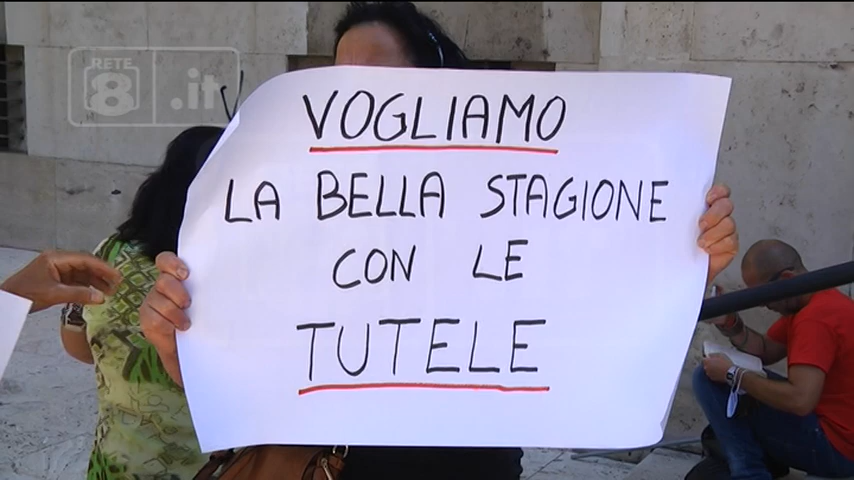 RETE
8 .it
VOGLIAMO
LA BELLA STAGIONE
CON LE
TUTELE